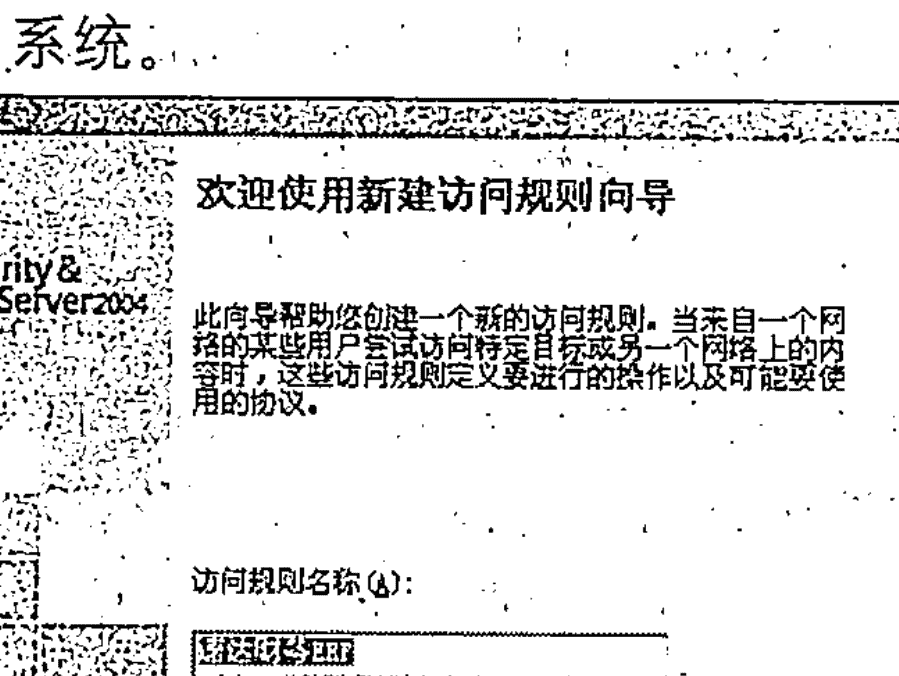 系统。
欢迎使用新建访问规则向导
rity &
Server2004
此向导帮助您创建一个新的访问规则。当来自一个网
络的某些用户尝试访问特定目标或另一个网络上的内
容时，这些访问规则定义要进行的操作以及可能要使
用的协议。
访问规则名称(A):